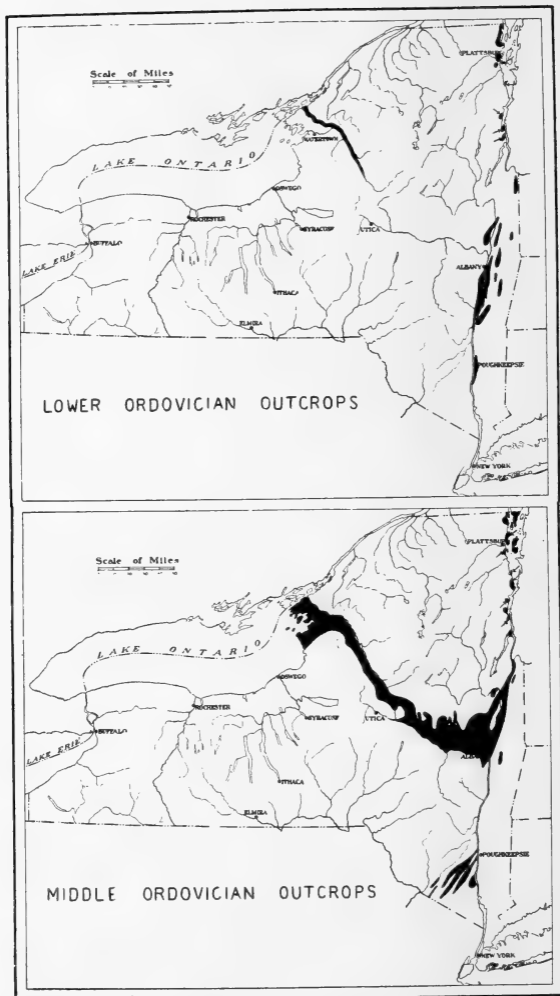 PLATTSBURG
Scale of Miles
WATERTOWN
LAKE ONTARIO
OSWEGO
ROCHESTER
SYRACUSE
UTICA
BUFFALO
LAKE ERIE
ALBANY
ITHACA
ELMIRA
POUGHKEEPSIE
LOWER ORDOVICIAN OUTCROPS
NEW YORK
PLATTSBURG
Scale of Miles
LAKE ONTARIO
OSWEGO
ROCHESTER
SYRACUSE
UTICA
BUFFALO
LAKE ERIE
ALBA
ITHACA
ELMIRA
POUGHKEEPSIE
MIDDLE ORDOVICIAN OUTCROPS
NEW YORK